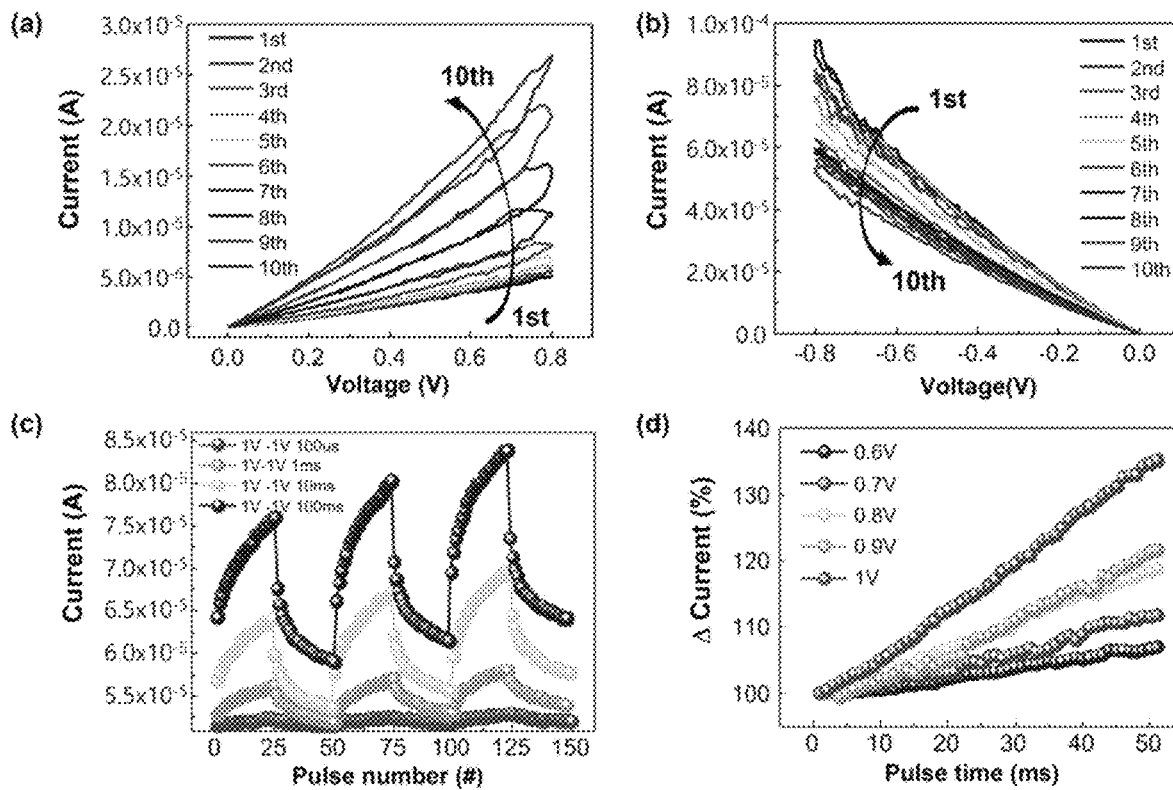 (a)
Current (A)
3.0x10-5
2.5x10-5
2.0x10-5
1.5x10-5
1.0x10-5
5.0x10-6
0.0
1st
2nd
3rd
4th
5th
6th
7th
8th
9th
10th
10th
1st
0.0 0.2 0.4 0.6 0.8
Voltage (V)
(b)
Current (A)
1.0x10-4
8.0x10-5
6.0x10-5
4.0x10-5
2.0x10-5
0.0
1st
10th
1st
2nd
3rd
4th
5th
6th
7th
8th
9th
10th
-0.8 -0.6 -0.4 -0.2 0.0
Voltage(V)
(c)
Current (A)
8.5x10-5
8.0x10-5
7.5x10-5
7.0x10-5
6.5x10-5
6.0x10-5
5.5x10-5
1V -1V 100us
1V-1V 1ms
1V -1V 10ms
1V -1V 100ms
0 25 50 75 100 125 150
Pulse number (#)
(d)
Δ Current (%)
140
130
120
110
100
0.6V
0.7V
0.8V
0.9V
1V
0 10 20 30 40 50
Pulse time (ms)